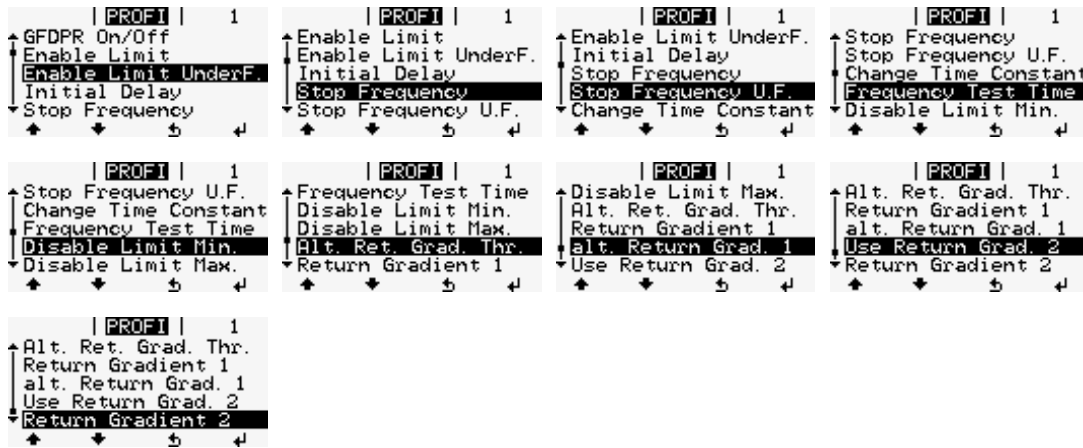 | PROFI | 1
GFDPR On/Off
Enable Limit
Enable Limit UnderF.
Initial Delay
Stop Frequency
| PROFI | 1
Enable Limit
Enable Limit UnderF.
Initial Delay
Stop Frequency
Stop Frequency U.F.
| PROFI | 1
Enable Limit UnderF.
Initial Delay
Stop Frequency
Stop Frequency U.F.
Change Time Constant
| PROFI | 1
Stop Frequency
Stop Frequency U.F.
Change Time Constant
Frequency Test Time
Disable Limit Min.
| PROFI | 1
Stop Frequency U.F.
Change Time Constant
Frequency Test Time
Disable Limit Min.
Disable Limit Max.
| PROFI | 1
Frequency Test Time
Disable Limit Min.
Disable Limit Max.
Alt. Ret. Grad. Thr.
Return Gradient 1
| PROFI | 1
Disable Limit Max.
Alt. Ret. Grad. Thr.
Return Gradient 1
alt. Return Grad. 1
Use Return Grad. 2
| PROFI | 1
Alt. Ret. Grad. Thr.
Return Gradient 1
alt. Return Grad. 1
Use Return Grad. 2
Return Gradient 2
| PROFI | 1
Alt. Ret. Grad. Thr.
Return Gradient 1
alt. Return Grad. 1
Use Return Grad. 2
Return Gradient 2